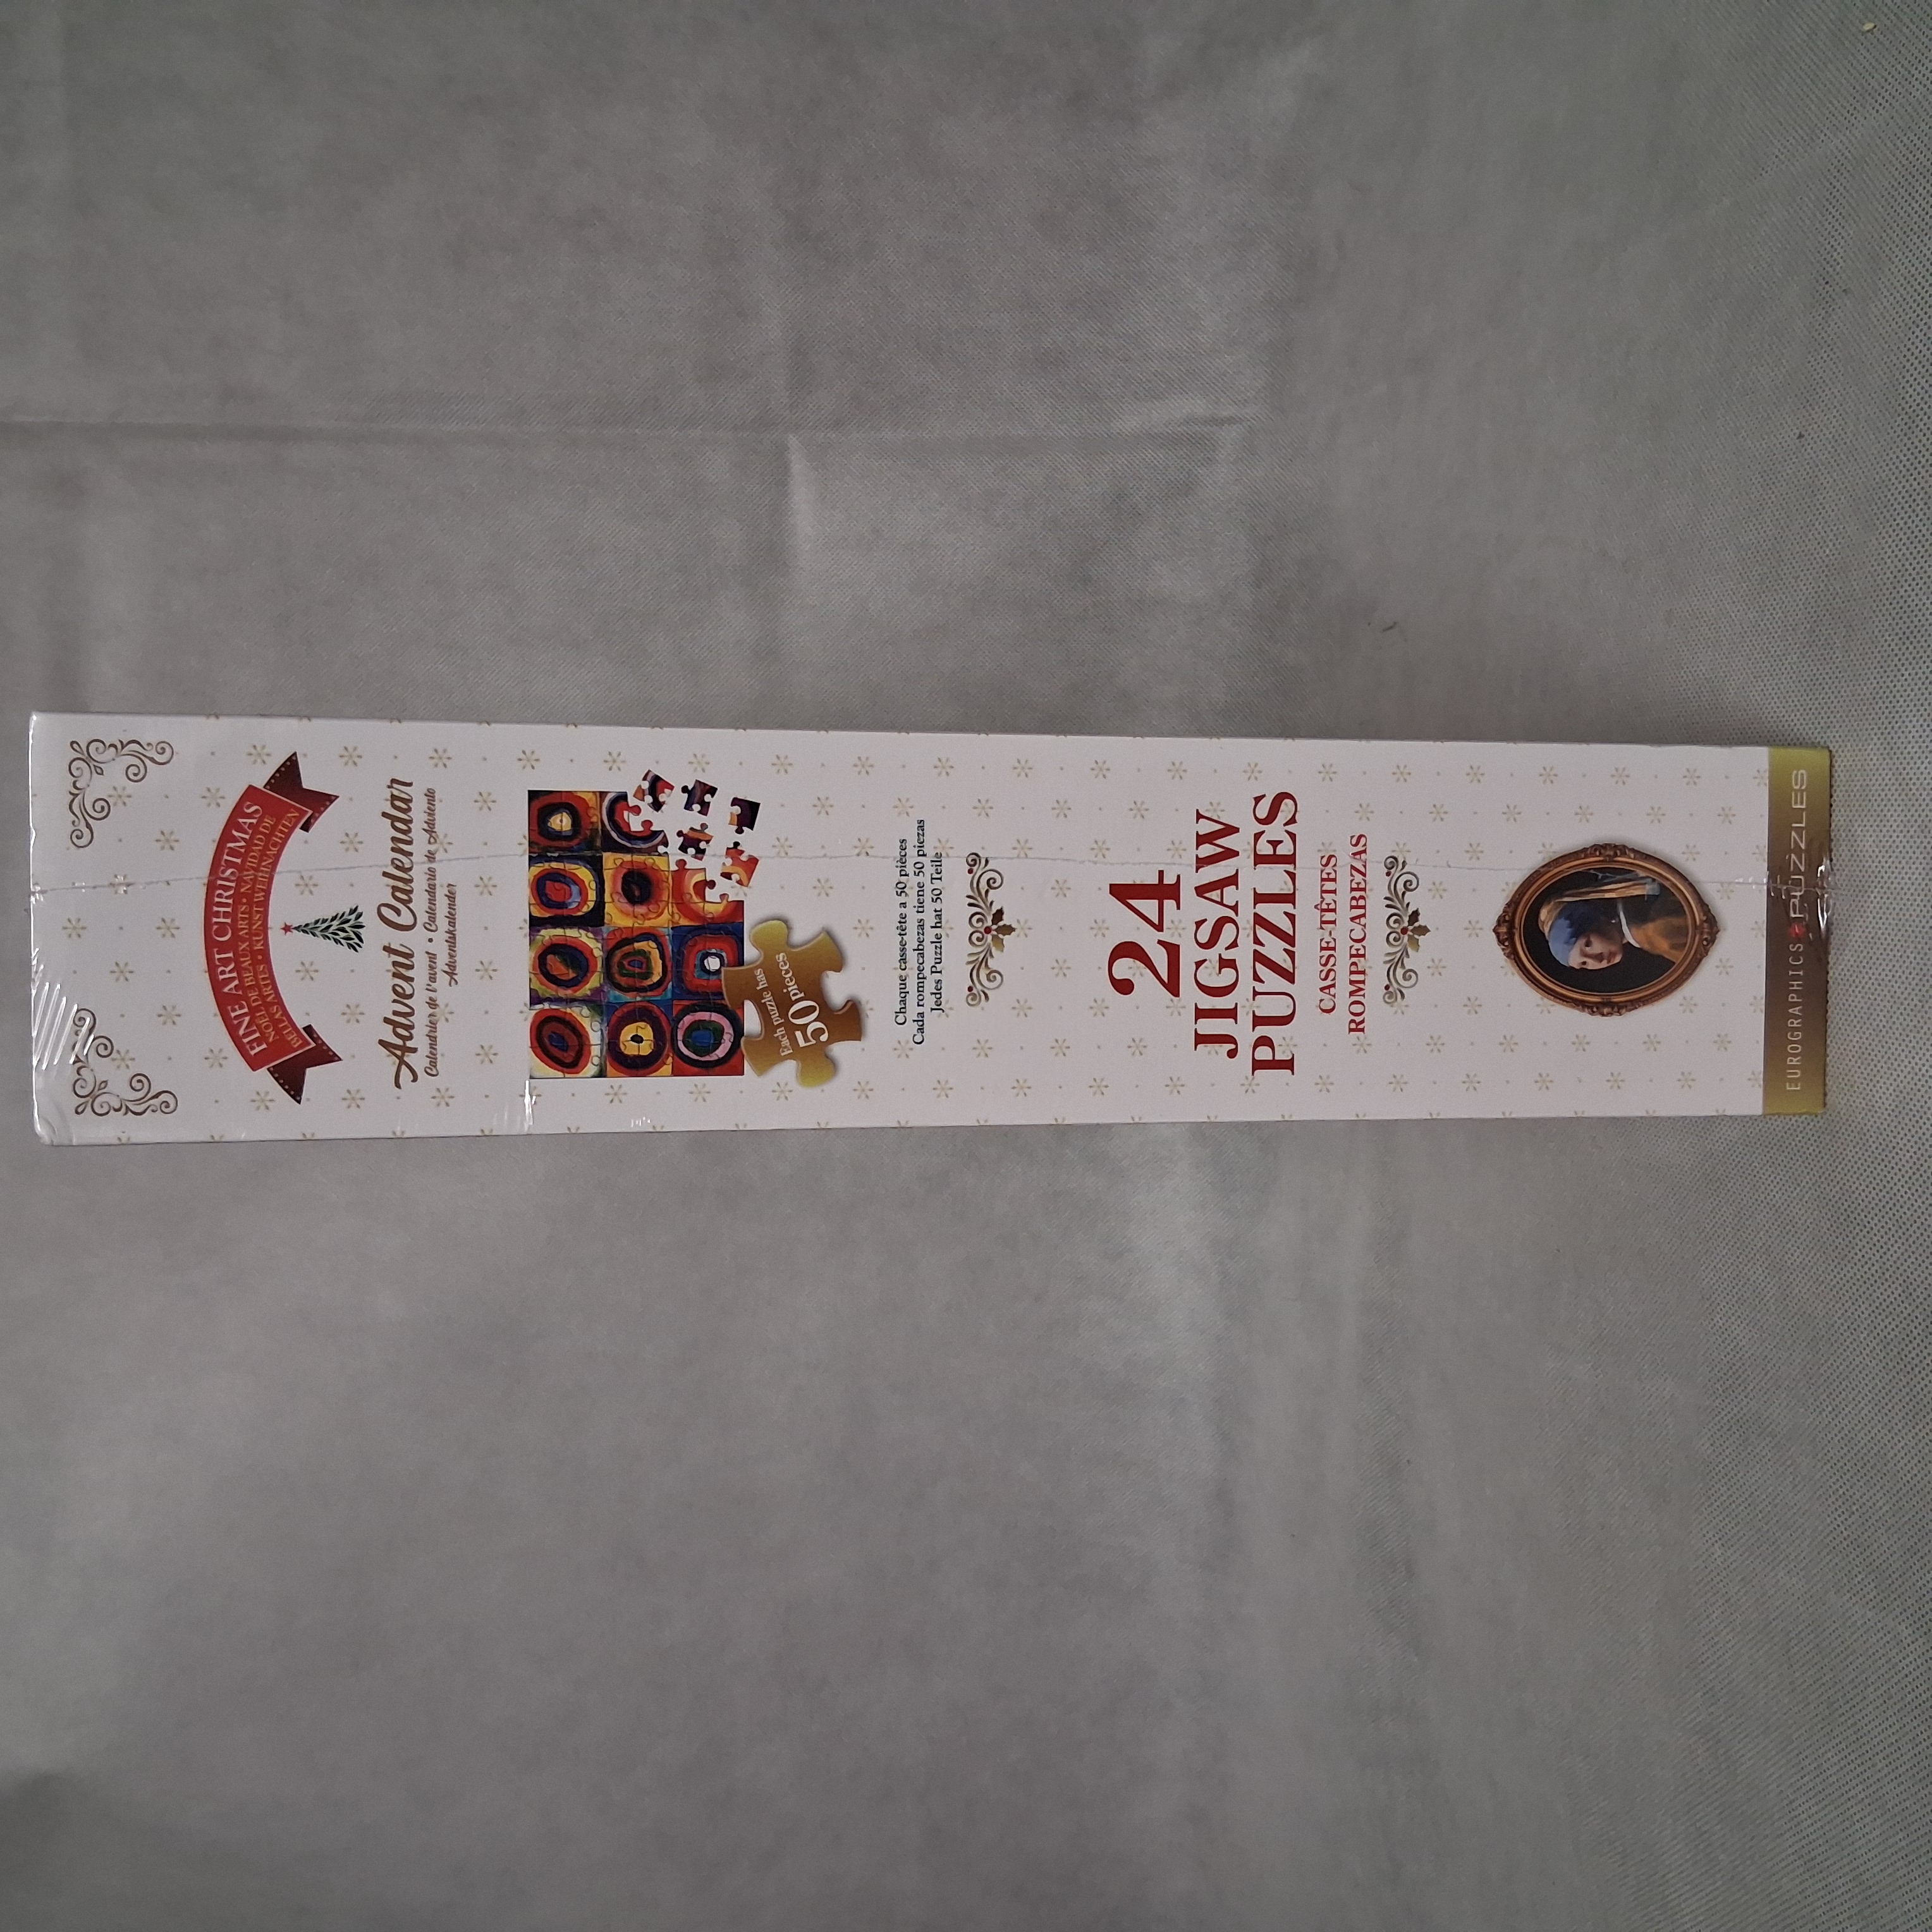 FINE ART CHRISTMAS
NOËL DE BEAUX ARTS • NAVIDAD DE
BELLAS ARTES • KUNST WEIHNACHTEN
Advent Calendar
Calendrier de l'avent • Calendario de Adviento
Adventskalender
Each puzzle has
50 pieces
Chaque casse-tête a 50 pièces
Cada rompecabezas tiene 50 piezas
Jedes Puzzle hat 50 Teile
24
JIGSAW
PUZZLES
CASSE-TÊTES
ROMPECABEZAS
EUROGRAPHICS PUZZLES